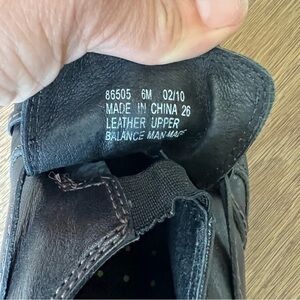 86505 6M 02/10
MADE IN CHINA 26
LEATHER UPPER
BALANCE MAN MADE